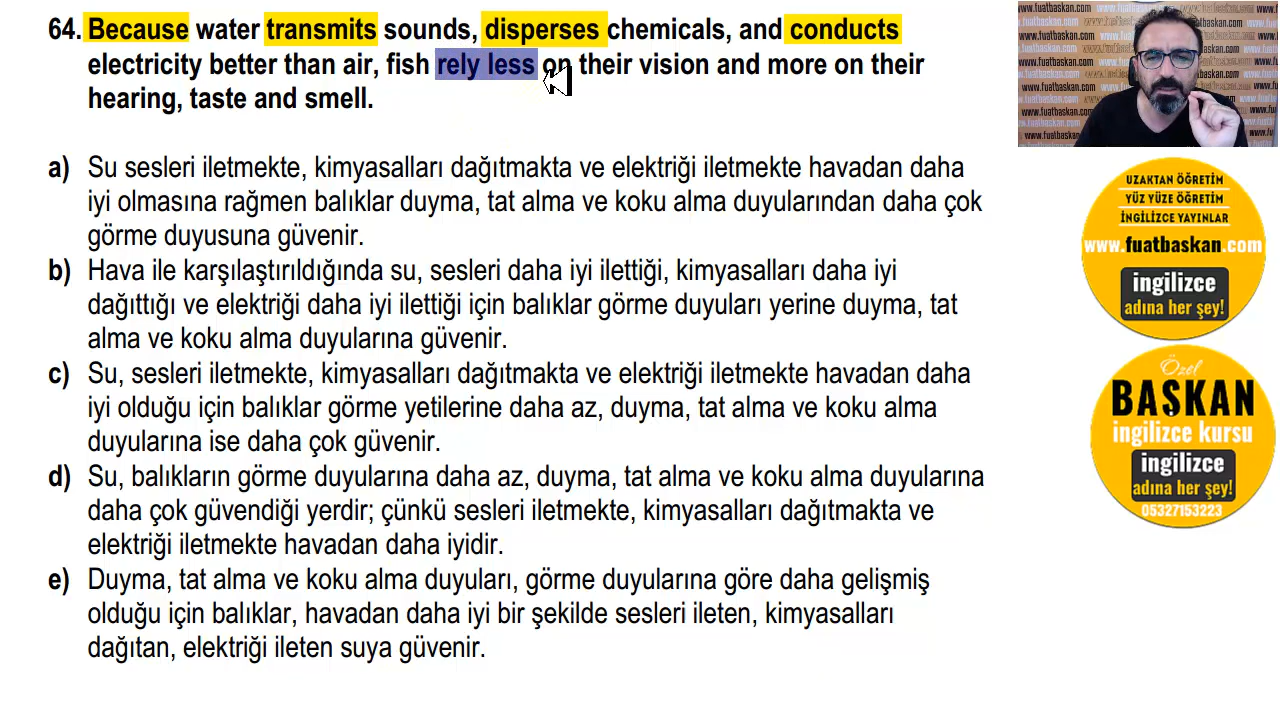 64. Because water transmits sounds, disperses chemicals, and conducts
electricity better than air, fish rely less on their vision and more on their
hearing, taste and smell.
a) Su sesleri iletmekte, kimyasalları dağıtmakta ve elektriği iletmekte havadan daha
iyi olmasına rağmen balıklar duyma, tat alma ve koku alma duyularından daha çok
görme duyusuna güvenir.
b) Hava ile karşılaştırıldığında su, sesleri daha iyi ilettiği, kimyasalları daha iyi
dağıttığı ve elektriği daha iyi ilettiği için balıklar görme duyuları yerine duyma, tat
alma ve koku alma duyularına güvenir.
c) Su, sesleri iletmekte, kimyasalları dağıtmakta ve elektriği iletmekte havadan daha
iyi olduğu için balıklar görme yetilerine daha az, duyma, tat alma ve koku alma
duyularına ise daha çok güvenir.
d) Su, balıkların görme duyularına daha az, duyma, tat alma ve koku alma duyularına
daha çok güvendiği yerdir; çünkü sesleri iletmekte, kimyasalları dağıtmakta ve
elektriği iletmekte havadan daha iyidir.
e) Duyma, tat alma ve koku alma duyuları, görme duyularına göre daha gelişmiş
olduğu için balıklar, havadan daha iyi bir şekilde sesleri ileten, kimyasalları
dağıtan, elektriği ileten suya güvenir.
www.fuatbaskan.com
UZAKTAN ÖĞRETİM
YÜZ YÜZE ÖĞRETİM
İNGİLİZCE YAYINLAR
www.fuatbaskan.com
ingilizce
adına her şey!
Özel
BAŞKAN
ingilizce kursu
ingilizce
adına her şey!
05327153223